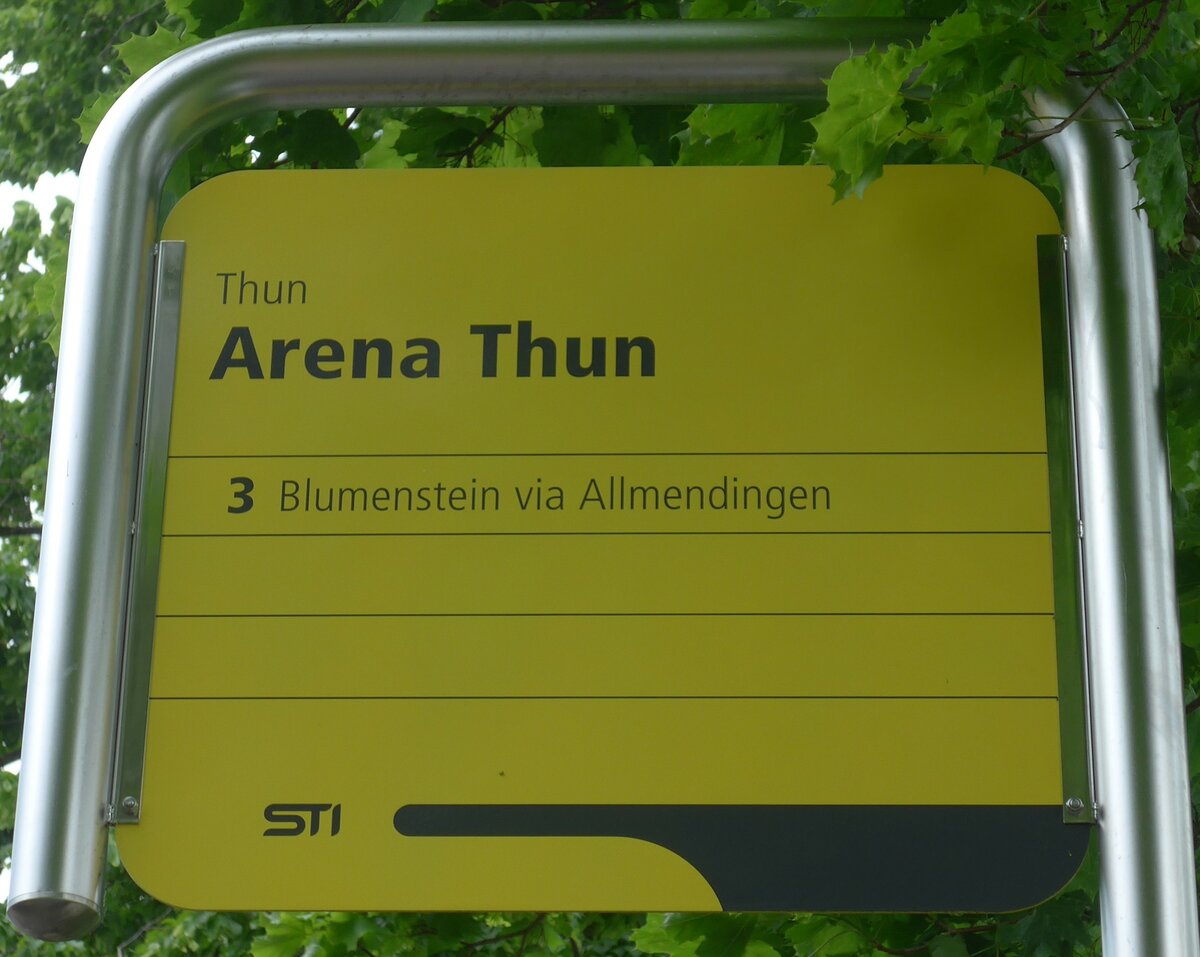 Thun
Arena Thun
3 Blumenstein via Allmendingen
STI